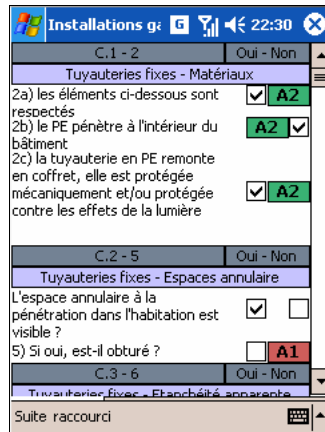 Installations ga G 22:30
C.1 - 2 Oui - Non
Tuyauteries fixes - Matériaux
2a) les éléments ci-dessous sont A2
respectés
2b) le PE pénètre à l'intérieur du A2
bâtiment
2c) la tuyauterie en PE remonte
en coffret, elle est protégée
mécaniquement et/ou protégée A2
contre les effets de la lumière
C.2 - 5 Oui - Non
Tuyauteries fixes - Espaces annulaire
L'espace annulaire à la
pénétration dans l'habitation est
visible ?
5) Si oui, est-il obturé ? A1
C.3 - 6 Oui - Non
Tuyauteries fixes - Etanchéité apparente
Suite raccourci